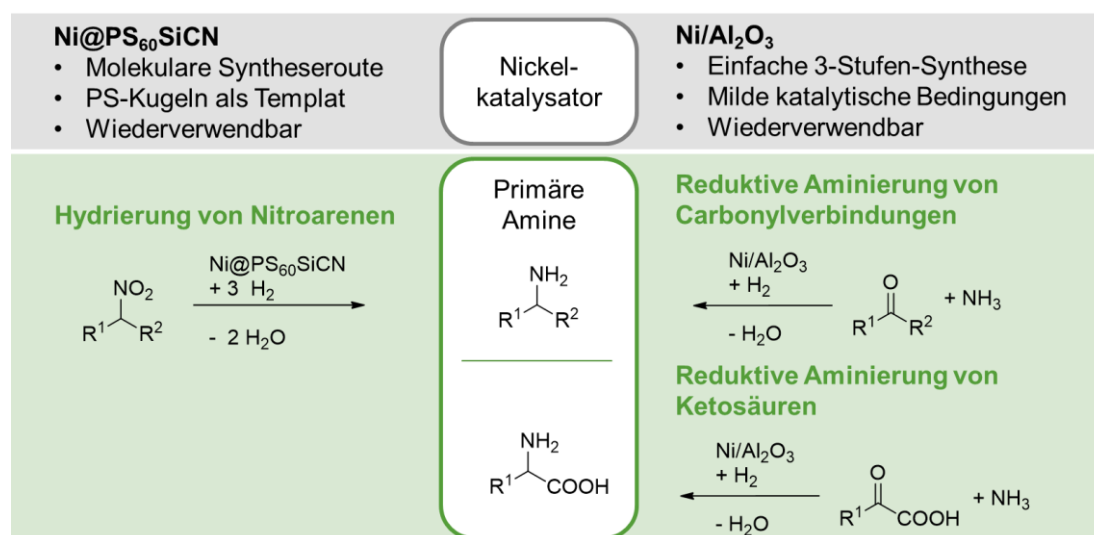 Ni@PS₆₀SiCN
• Molekulare Syntheseroute
• PS-Kugeln als Templat
• Wiederverwendbar
Nickel-
katalysator
Ni/Al₂O₃
• Einfache 3-Stufen-Synthese
• Milde katalytische Bedingungen
• Wiederverwendbar
Hydrierung von Nitroarenen
Ni@PS₆₀SiCN
+ 3 H₂
- 2 H₂O
NO₂
R¹ R²
Primäre
Amine
NH₂
R¹ R²
NH₂
R¹ COOH
Reduktive Aminierung von
Carbonylverbindungen
Ni/Al₂O₃
+ H₂
- H₂O
O
R¹ R² + NH₃
Reduktive Aminierung von
Ketosäuren
Ni/Al₂O₃
+ H₂
- H₂O
O
R¹ COOH + NH₃